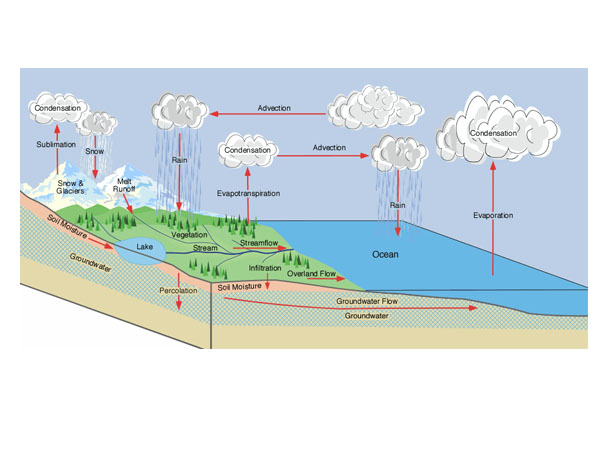 Condensation
Advection
Sublimation
Snow
Rain
Condensation
Advection
Condensation
Snow &
Glaciers
Melt
Runoff
Evapotranspiration
Rain
Evaporation
Soil Moisture
Vegetation
Lake
Stream
Streamflow
Ocean
Groundwater
Infiltration
Overland Flow
Percolation
Soil Moisture
Groundwater Flow
Groundwater